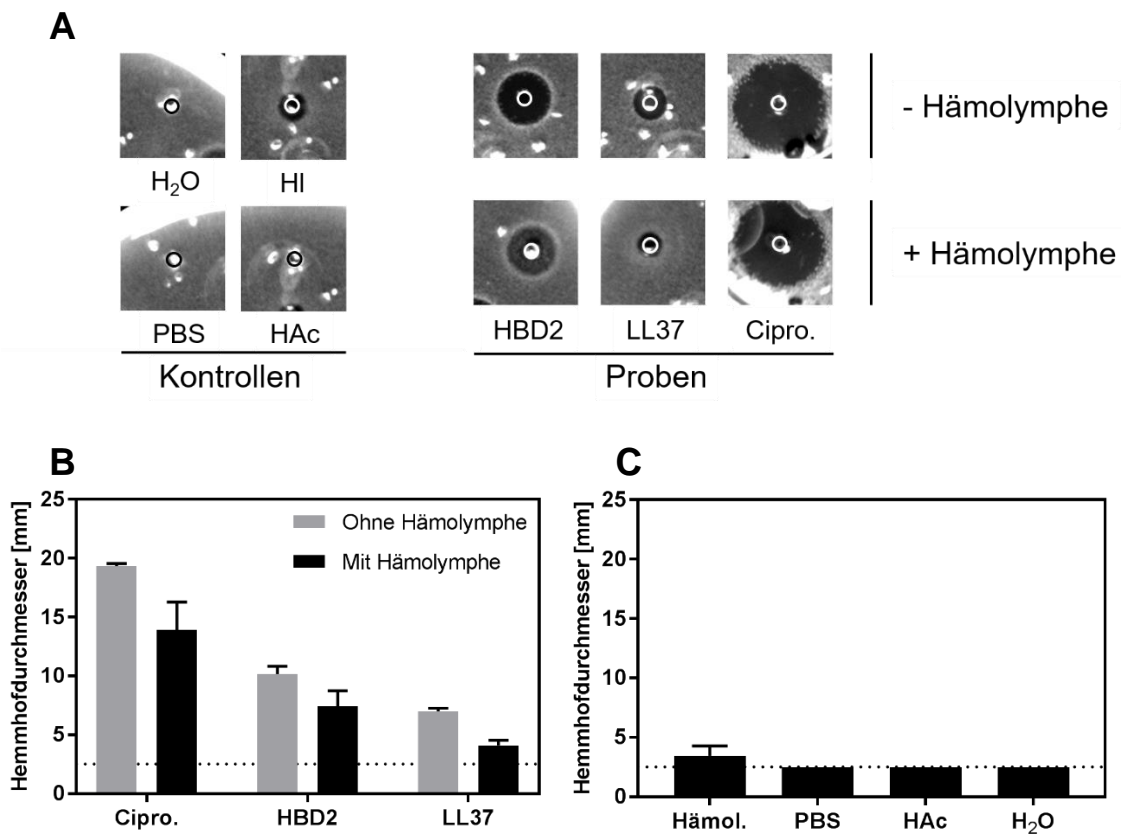 A
H₂O
HI
PBS
HAc
Kontrollen
HBD2
LL37
Cipro.
Proben
- Hämolymphe
+ Hämolymphe
B
Hemmhofdurchmesser [mm]
25
20
15
10
5
0
Ohne Hämolymphe
Mit Hämolymphe
Cipro.
HBD2
LL37
C
Hemmhofdurchmesser [mm]
25
20
15
10
5
0
Hämol.
PBS
HAc
H₂O